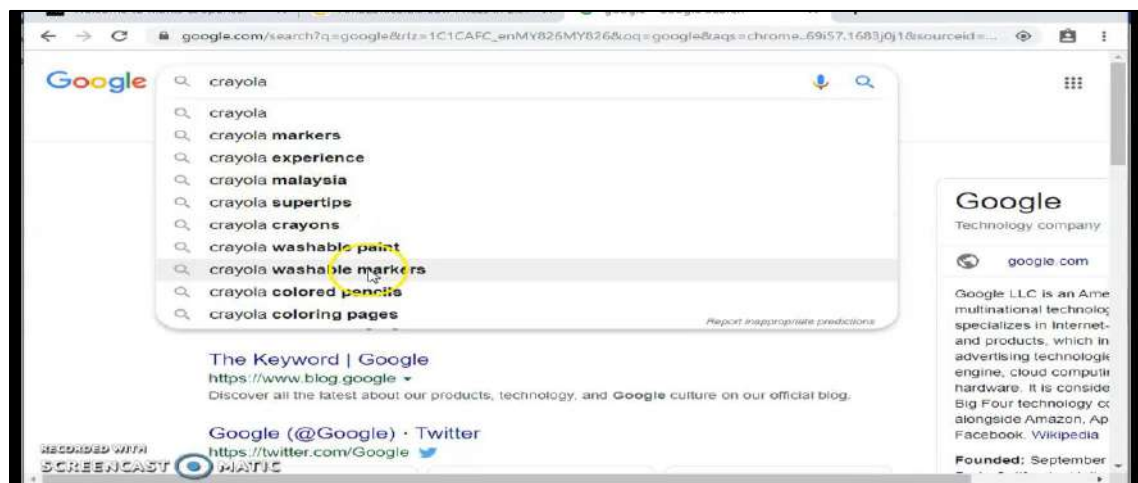 google.com/search?q=google&rlz=1C1CAFC_enMY826MY826&oq=google&aqs=chrome..69i57.1683j0j1&sourceid=...
Google
crayola
crayola
crayola markers
crayola experience
crayola malaysia
crayola supertips
crayola crayons
crayola washable paint
crayola washable markers
crayola colored pencils
crayola coloring pages
Report inappropriate predictions
The Keyword | Google
https://www.blog.google
Discover all the latest about our products, technology, and Google culture on our official blog.
Google (@Google) · Twitter
https://twitter.com/Google
Google
Technology company
google.com
Google LLC is an Ame
multinational technolog
specializes in Internet-
and products, which in
advertising technologie
engine, cloud computin
hardware. It is conside
Big Four technology co
alongside Amazon, Ap
Facebook. Wikipedia
Founded: September
RECORDED WITH
SCREENCAST MATIC